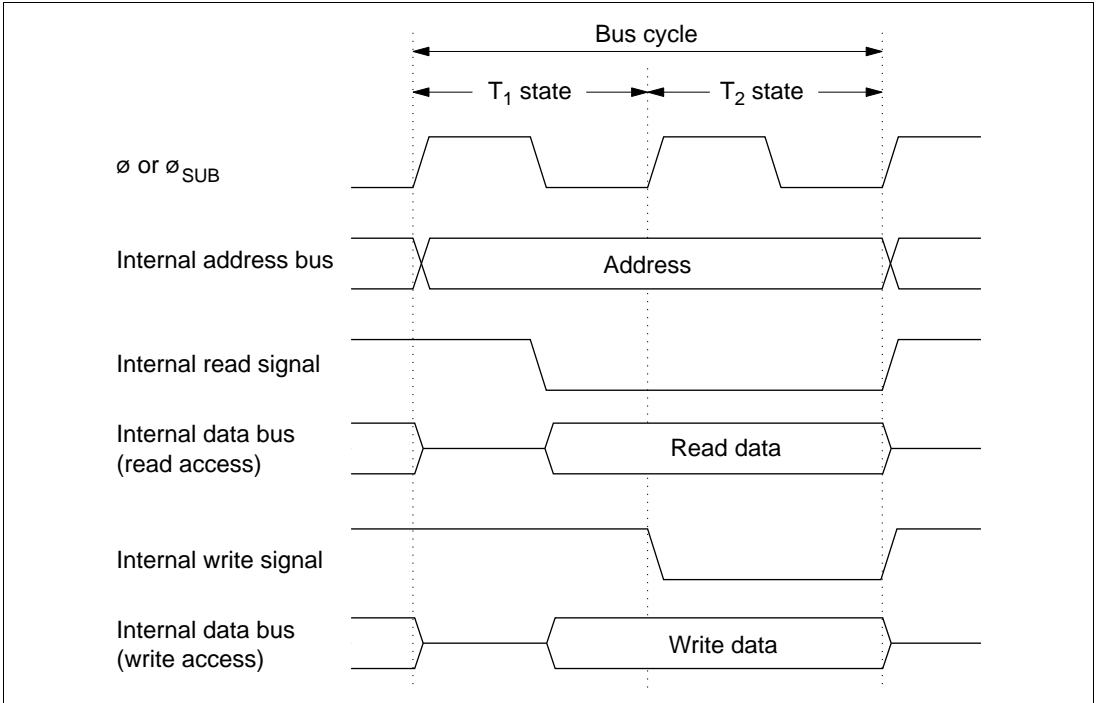 Bus cycle
T₁ state
T₂ state
ø or ø_SUB
Internal address bus
Address
Internal read signal
Internal data bus
(read access)
Read data
Internal write signal
Internal data bus
(write access)
Write data